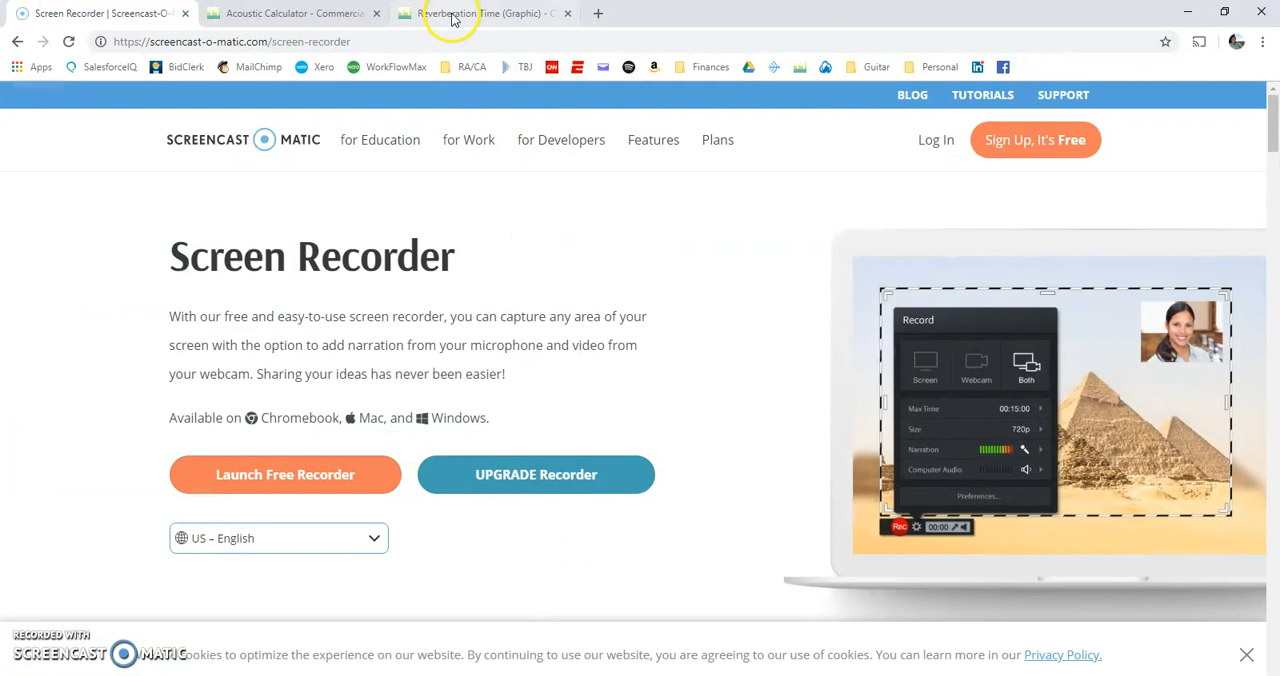 Screen Recorder | Screencast-O-
Acoustic Calculator - Commercia
Reverberation Time (Graphic) - C
https://screencast-o-matic.com/screen-recorder
Apps SalesforceIQ BidClerk MailChimp Xero WorkFlowMax RA/CA TBJ CNN Finances Guitar Personal
BLOG TUTORIALS SUPPORT
SCREENCAST MATIC for Education for Work for Developers Features Plans Log In Sign Up, It's Free
Screen Recorder
With our free and easy-to-use screen recorder, you can capture any area of your
screen with the option to add narration from your microphone and video from
your webcam. Sharing your ideas has never been easier!
Available on Chromebook, Mac, and Windows.
Launch Free Recorder UPGRADE Recorder
US – English
Record
Screen Webcam Both
Max Time 00:15:00
Size 720p
Narration
Computer Audio
Preferences...
Rec 00:00
RECORDED WITH
SCREENCAST MATIC
ookies to optimize the experience on our website. By continuing to use our website, you are agreeing to our use of cookies. You can learn more in our Privacy Policy.